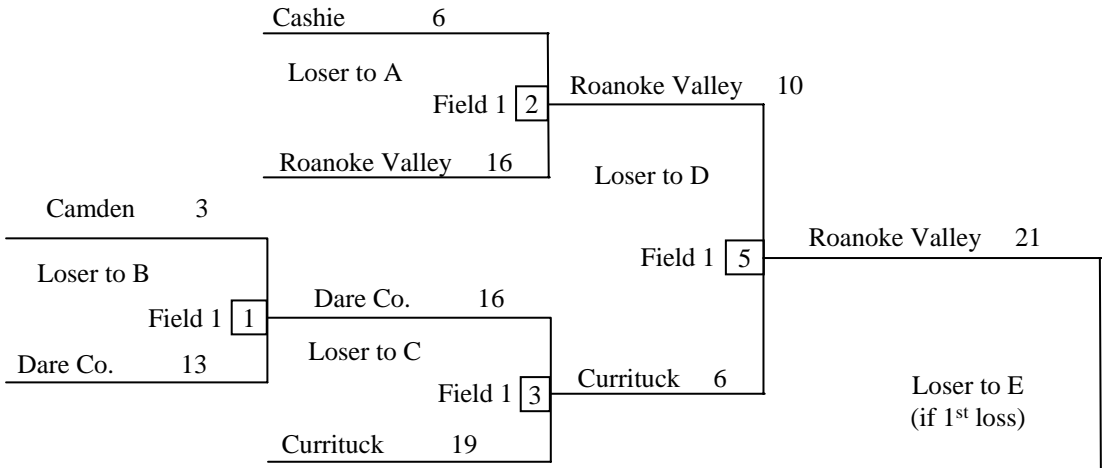 Cashie 6
Loser to A
Field 1 2
Roanoke Valley 10
Roanoke Valley 16
Loser to D
Camden 3
Roanoke Valley 21
Field 1 5
Loser to B
Dare Co. 16
Field 1 1
Loser to C
Dare Co. 13
Currituck 6
Field 1 3
Loser to E
(if 1st loss)
Currituck 19